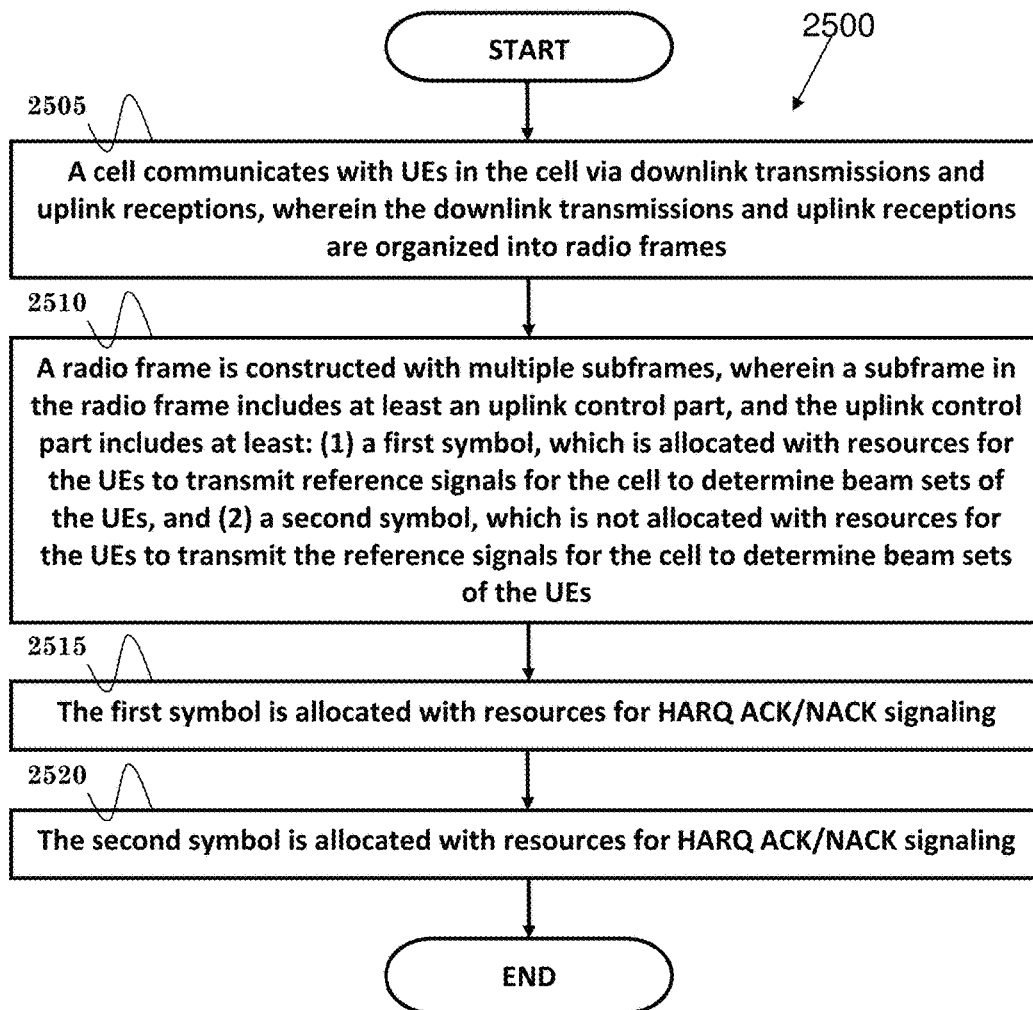 START
2500
2505
A cell communicates with UEs in the cell via downlink transmissions and
uplink receptions, wherein the downlink transmissions and uplink receptions
are organized into radio frames
2510
A radio frame is constructed with multiple subframes, wherein a subframe in
the radio frame includes at least an uplink control part, and the uplink control
part includes at least: (1) a first symbol, which is allocated with resources for
the UEs to transmit reference signals for the cell to determine beam sets of
the UEs, and (2) a second symbol, which is not allocated with resources for
the UEs to transmit the reference signals for the cell to determine beam sets
of the UEs
2515
The first symbol is allocated with resources for HARQ ACK/NACK signaling
2520
The second symbol is allocated with resources for HARQ ACK/NACK signaling
END